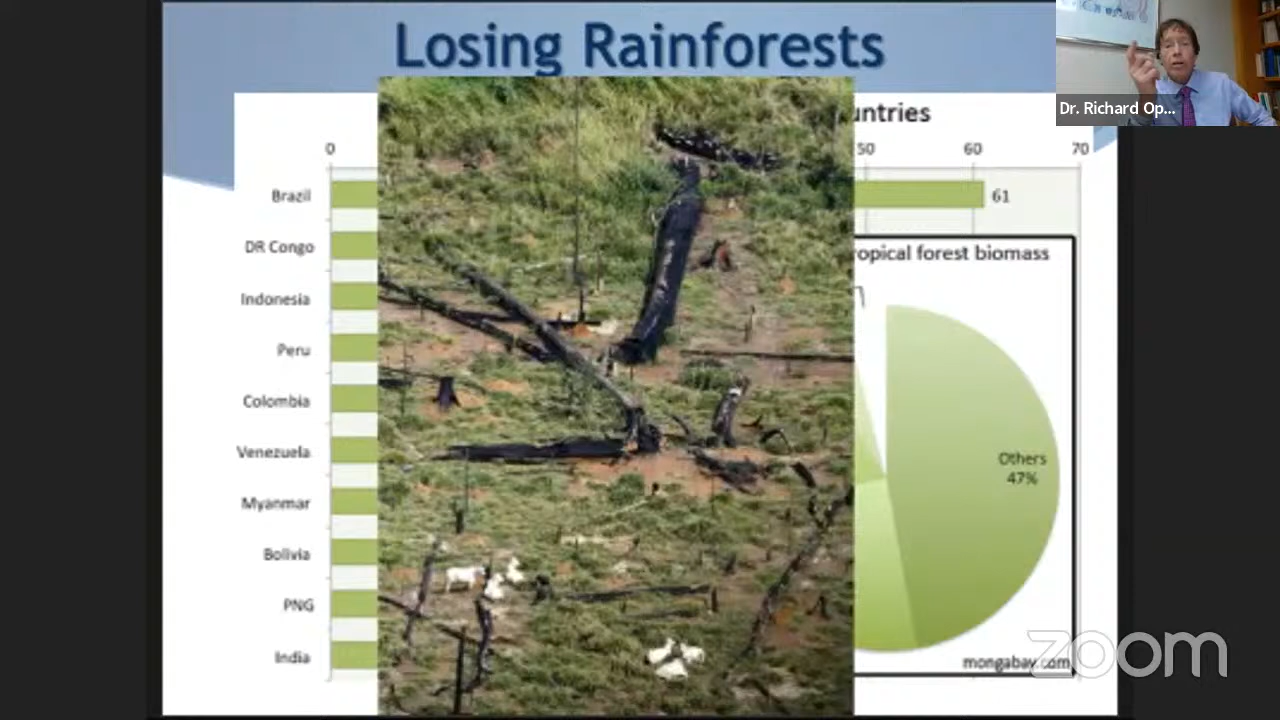 Losing Rainforests
Dr. Richard Op...
untries
0
50
60
70
Brazil
61
DR Congo
ropical forest biomass
Indonesia
Peru
Colombia
Others
47%
Venezuela
Myanmar
Bolivia
PNG
India
mongabay.com
zoom